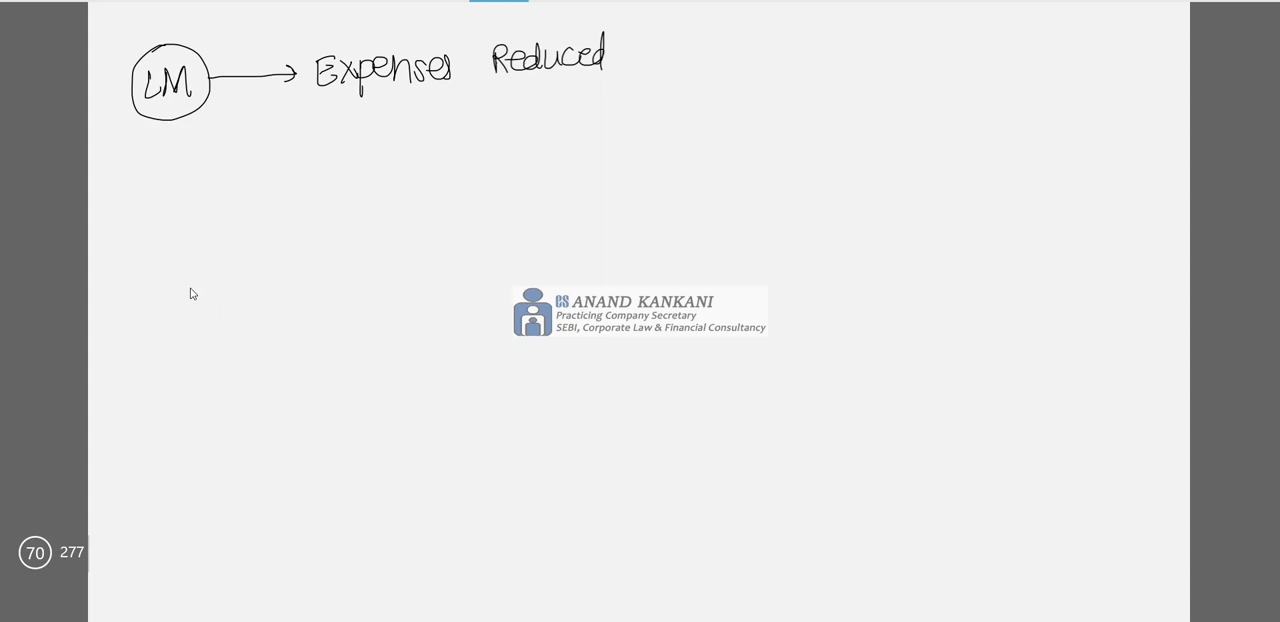 LM → Expenses Reduced
CS ANAND KANKANI
Practicing Company Secretary
SEBI, Corporate Law & Financial Consultancy
70 277